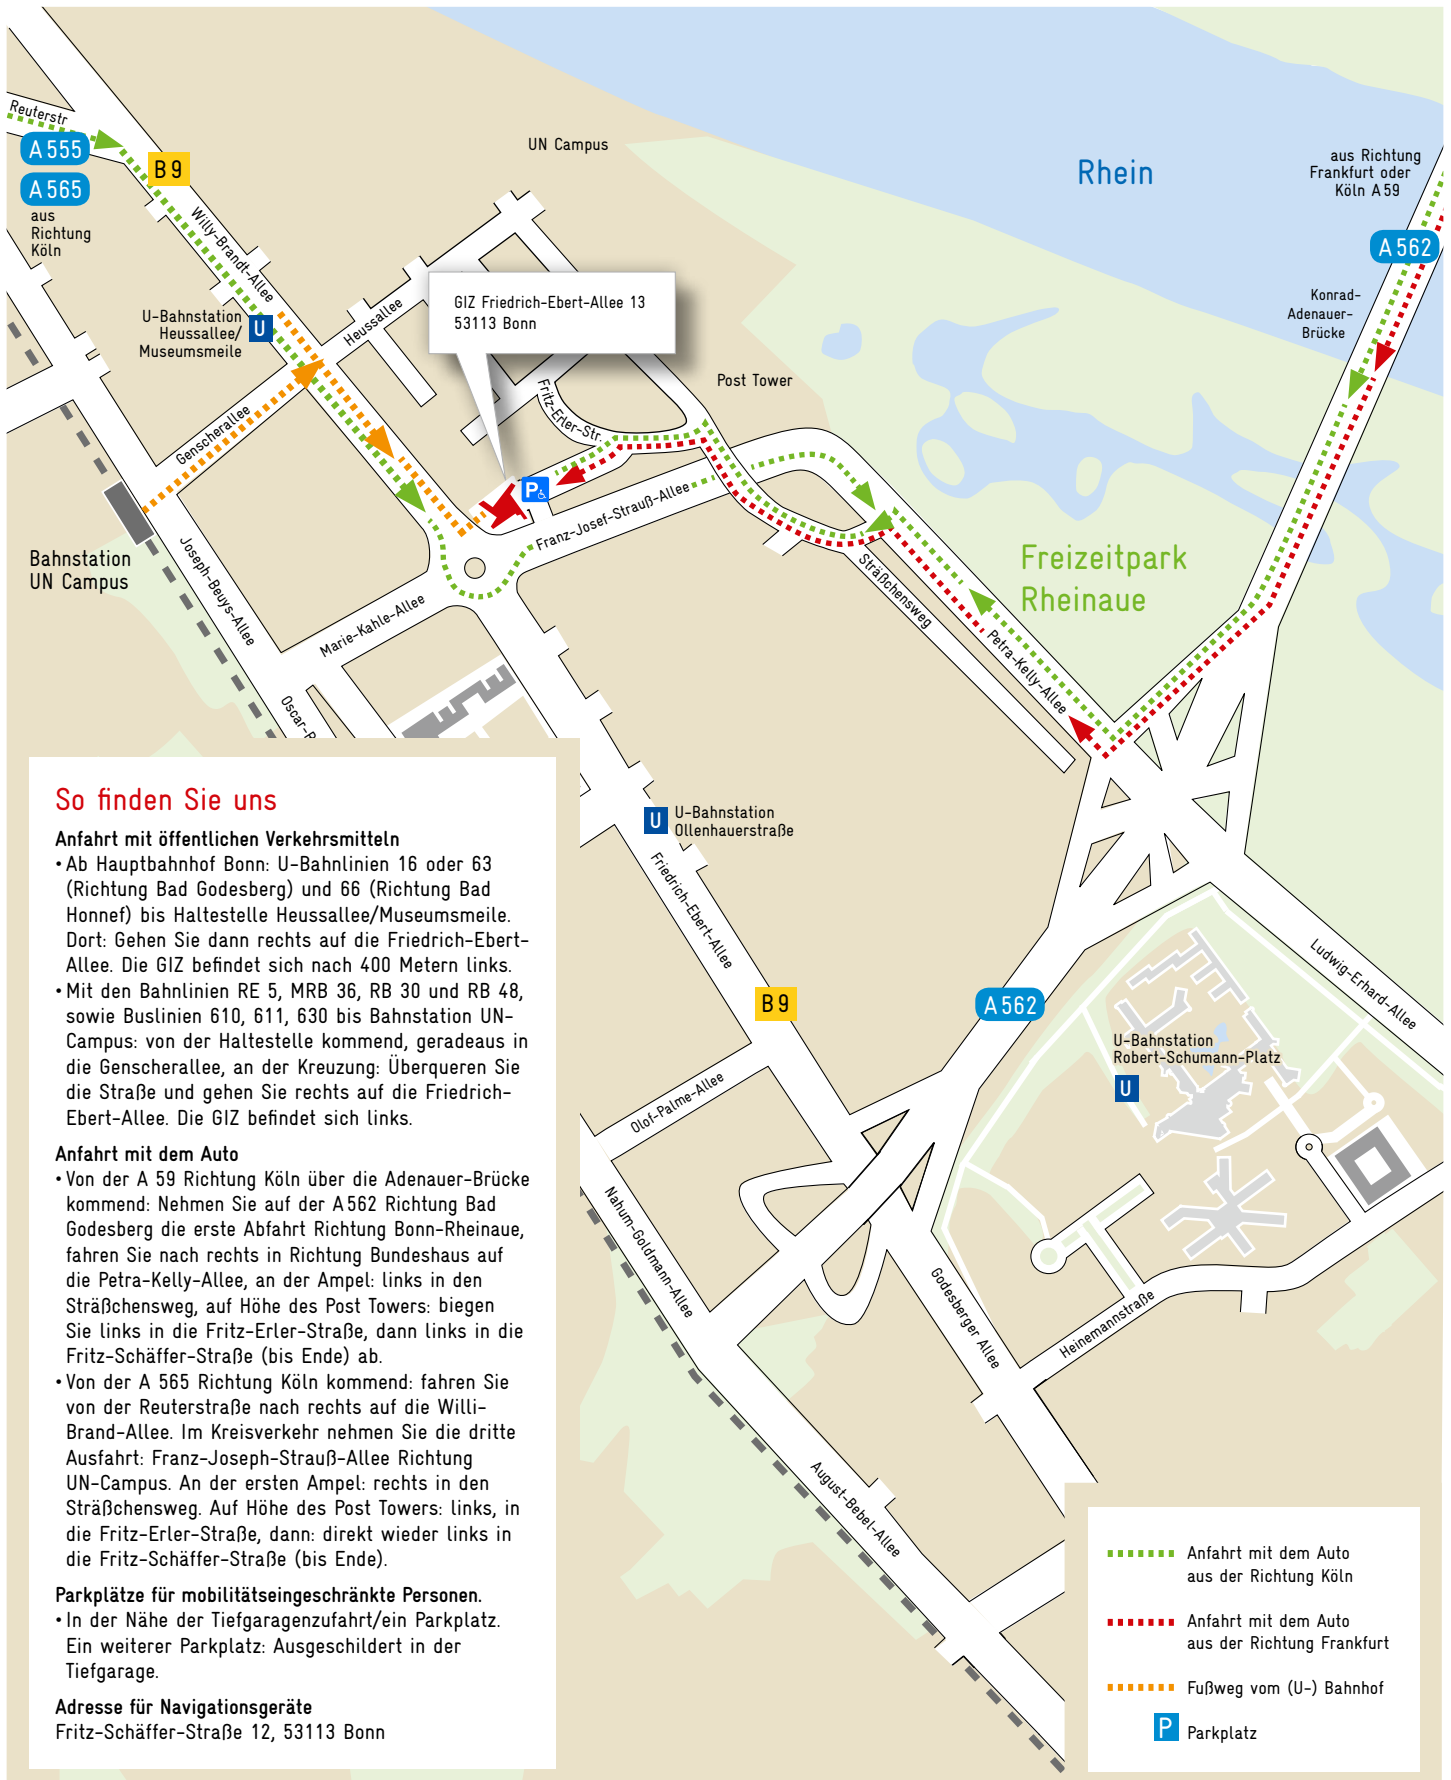 Reuterstr
A 555
A 565
aus
Richtung
Köln
B 9
Willy-Brandt-Allee
UN Campus
Rhein
aus Richtung
Frankfurt oder
Köln A 59
A 562
Konrad-
Adenauer-
Brücke
U-Bahnstation
Heussallee/
Museumsmeile
U
Heussallee
GIZ Friedrich-Ebert-Allee 13
53113 Bonn
Post Tower
Fritz-Erler-Str.
Genscherallee
P
Franz-Josef-Strauß-Allee
Bahnstation
UN Campus
Joseph-Beuys-Allee
Marie-Kahle-Allee
Sträßchensweg
Freizeitpark
Rheinaue
Petra-Kelly-Allee
Oscar-R
U
U-Bahnstation
Ollenhauerstraße
Friedrich-Ebert-Allee
B 9
A 562
Ludwig-Erhard-Allee
U-Bahnstation
Robert-Schumann-Platz
U
Olof-Palme-Allee
Nahum-Goldmann-Allee
Godesberger Allee
Heinemannstraße
August-Bebel-Allee
So finden Sie uns
Anfahrt mit öffentlichen Verkehrsmitteln
• Ab Hauptbahnhof Bonn: U-Bahnlinien 16 oder 63
(Richtung Bad Godesberg) und 66 (Richtung Bad
Honnef) bis Haltestelle Heussallee/Museumsmeile.
Dort: Gehen Sie dann rechts auf die Friedrich-Ebert-
Allee. Die GIZ befindet sich nach 400 Metern links.
• Mit den Bahnlinien RE 5, MRB 36, RB 30 und RB 48,
sowie Buslinien 610, 611, 630 bis Bahnstation UN-
Campus: von der Haltestelle kommend, geradeaus in
die Genscherallee, an der Kreuzung: Überqueren Sie
die Straße und gehen Sie rechts auf die Friedrich-
Ebert-Allee. Die GIZ befindet sich links.
Anfahrt mit dem Auto
• Von der A 59 Richtung Köln über die Adenauer-Brücke
kommend: Nehmen Sie auf der A 562 Richtung Bad
Godesberg die erste Abfahrt Richtung Bonn-Rheinaue,
fahren Sie nach rechts in Richtung Bundeshaus auf
die Petra-Kelly-Allee, an der Ampel: links in den
Sträßchensweg, auf Höhe des Post Towers: biegen
Sie links in die Fritz-Erler-Straße, dann links in die
Fritz-Schäffer-Straße (bis Ende) ab.
• Von der A 565 Richtung Köln kommend: fahren Sie
von der Reuterstraße nach rechts auf die Willi-
Brand-Allee. Im Kreisverkehr nehmen Sie die dritte
Ausfahrt: Franz-Joseph-Strauß-Allee Richtung
UN-Campus. An der ersten Ampel: rechts in den
Sträßchensweg. Auf Höhe des Post Towers: links, in
die Fritz-Erler-Straße, dann: direkt wieder links in
die Fritz-Schäffer-Straße (bis Ende).
Parkplätze für mobilitätseingeschränkte Personen.
• In der Nähe der Tiefgaragenzufahrt/ein Parkplatz.
Ein weiterer Parkplatz: Ausgeschildert in der
Tiefgarage.
Adresse für Navigationsgeräte
Fritz-Schäffer-Straße 12, 53113 Bonn
Anfahrt mit dem Auto
aus der Richtung Köln
Anfahrt mit dem Auto
aus der Richtung Frankfurt
Fußweg vom (U-) Bahnhof
P Parkplatz